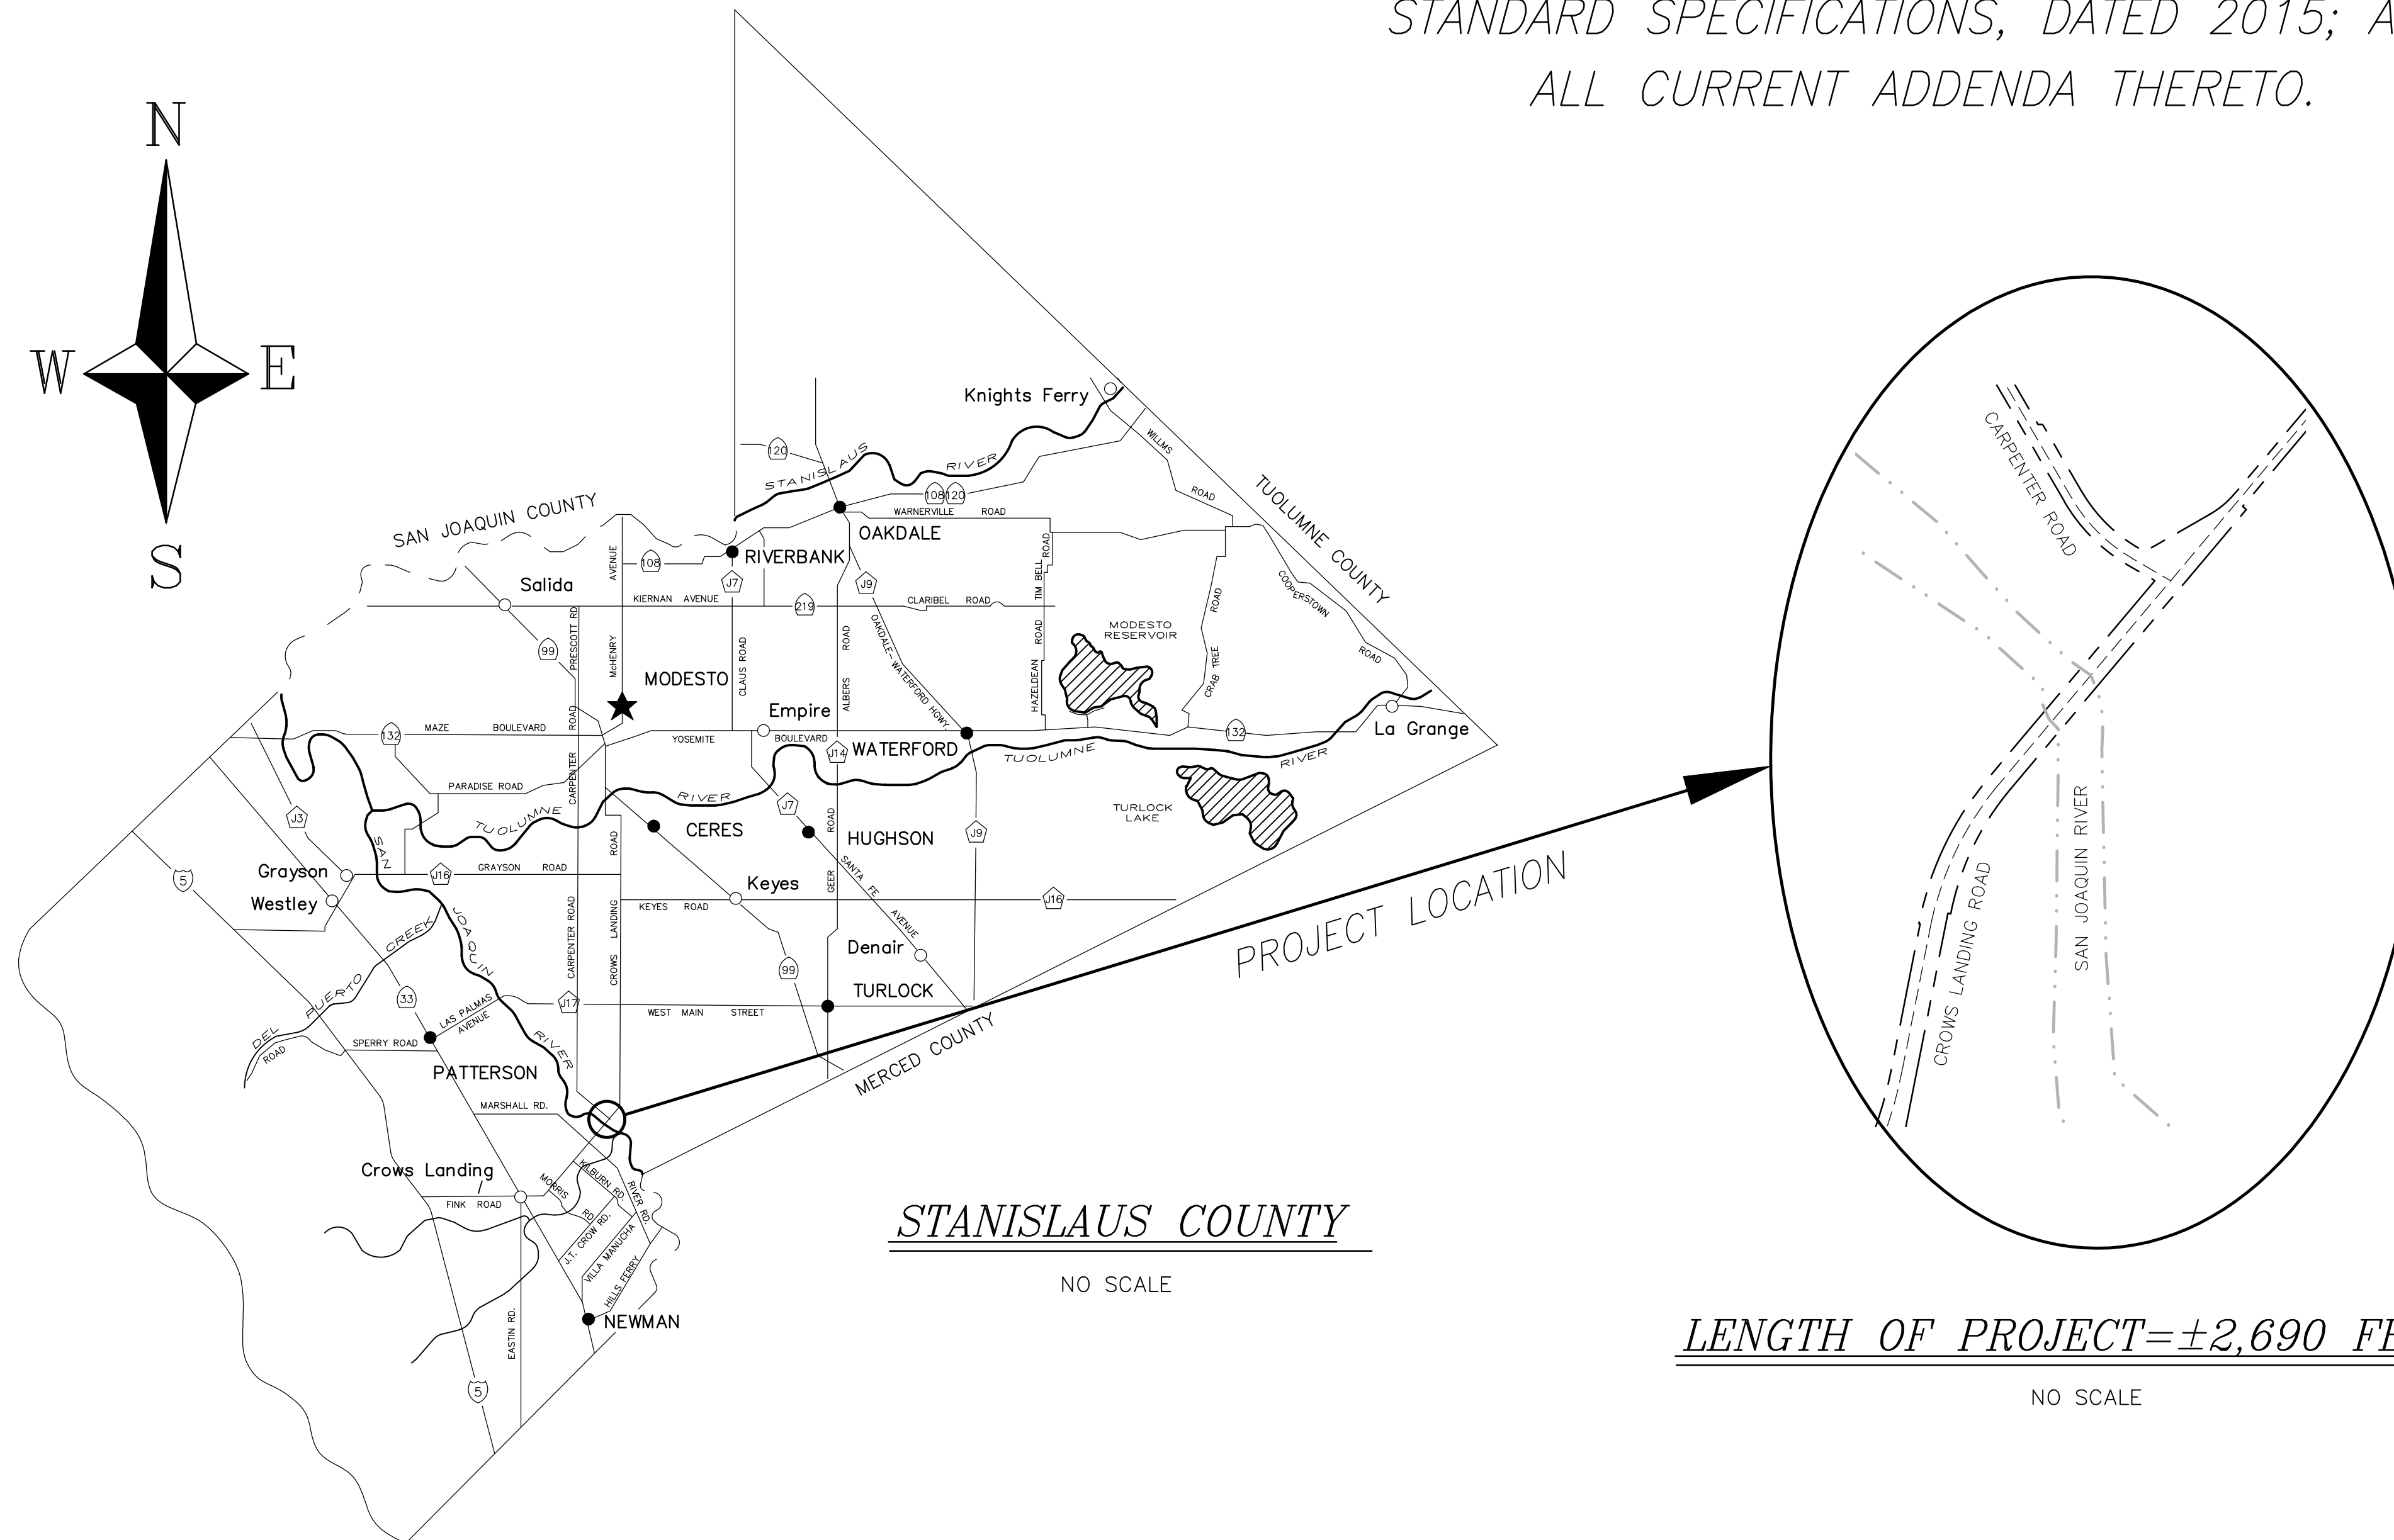 STANDARD SPECIFICATIONS, DATED 2015; A
ALL CURRENT ADDENDA THERETO.
N
W
E
S
Knights Ferry
120
STANISLAUS
RIVER
WILLMS
ROAD
108
120
TUOLUMNE COUNTY
SAN JOAQUIN COUNTY
WARNERVILLE ROAD
OAKDALE
RIVERBANK
108
AVENUE
J7
J9
TIM BELL
ROAD
ROAD
COOPERSTOWN
ROAD
Salida
KIERNAN AVENUE
219
CLARIBEL ROAD
PRESCOTT RD
99
McHENRY
MODESTO
CLAUS ROAD
ROAD
ALBERS
OAKDALE-WATERFORD HGWY.
HAZELDEAN
ROAD
MODESTO
RESERVOIR
CRAB TREE
Empire
La Grange
132
MAZE BOULEVARD
YOSEMITE
BOULEVARD
J14
WATERFORD
132
TUOLUMNE
RIVER
CARPENTER ROAD
PARADISE ROAD
TUOLUMNE
RIVER
J7
TURLOCK
LAKE
J3
SAN
CERES
HUGHSON
J9
ROAD
ROAD
GEER
5
Grayson
J16
GRAYSON ROAD
SANTA FE
AVENUE
Westley
Keyes
KEYES ROAD
J16
CREEK
JOAQUIN
CARPENTER ROAD
CROWS LANDING
Denair
99
PROJECT LOCATION
DEL PUERTO
ROAD
33
LAS PALMAS
AVENUE
J17
TURLOCK
WEST MAIN STREET
MERCED COUNTY
SPERRY ROAD
RIVER
PATTERSON
MARSHALL RD.
Crows Landing
FINK ROAD
MORRIS
RD.
KILBURN RD.
RIVER RD.
J.T. CROW RD.
VILLA MANUCHA
HILLS FERRY
NEWMAN
EASTIN RD.
5
STANISLAUS COUNTY
NO SCALE
CARPENTER ROAD
SAN JOAQUIN RIVER
CROWS LANDING ROAD
LENGTH OF PROJECT=±2,690 FE
NO SCALE